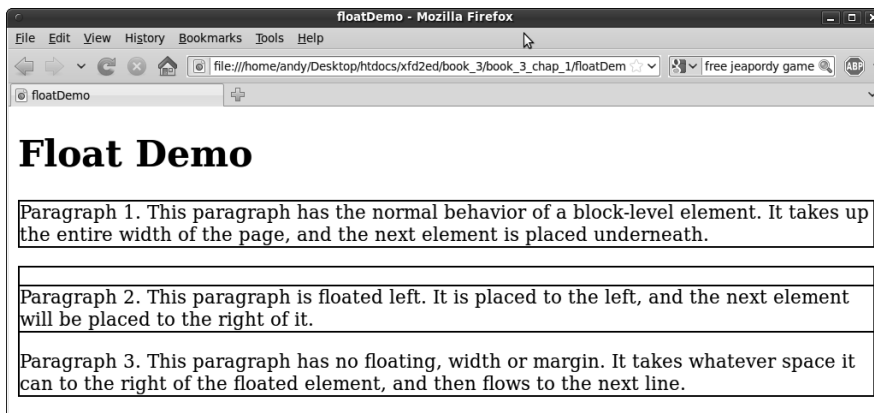 floatDemo - Mozilla Firefox
File Edit View History Bookmarks Tools Help
file:///home/andy/Desktop/htdocs/xfd2ed/book_3/book_3_chap_1/floatDem
free jeapordy game
ABP
floatDemo
Float Demo
Paragraph 1. This paragraph has the normal behavior of a block-level element. It takes up
the entire width of the page, and the next element is placed underneath.
Paragraph 2. This paragraph is floated left. It is placed to the left, and the next element
will be placed to the right of it.
Paragraph 3. This paragraph has no floating, width or margin. It takes whatever space it
can to the right of the floated element, and then flows to the next line.